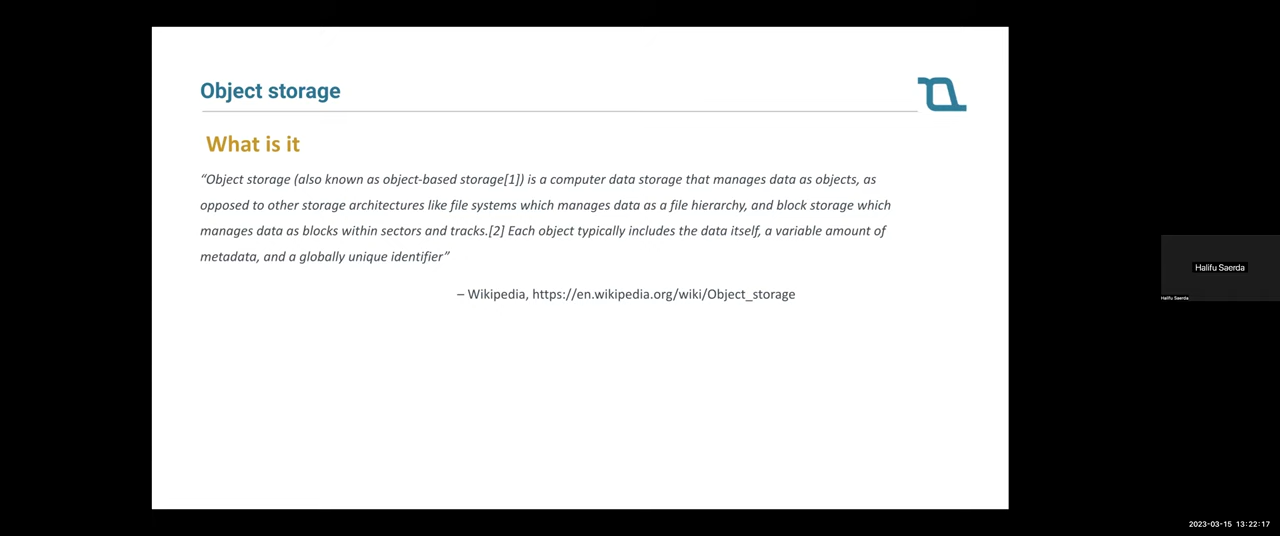 Object storage
What is it
“Object storage (also known as object-based storage[1]) is a computer data storage that manages data as objects, as
opposed to other storage architectures like file systems which manages data as a file hierarchy, and block storage which
manages data as blocks within sectors and tracks.[2] Each object typically includes the data itself, a variable amount of
metadata, and a globally unique identifier”
– Wikipedia, https://en.wikipedia.org/wiki/Object_storage
Halifu Saerda
Halifu Saerda
2023-03-15 13:22:17